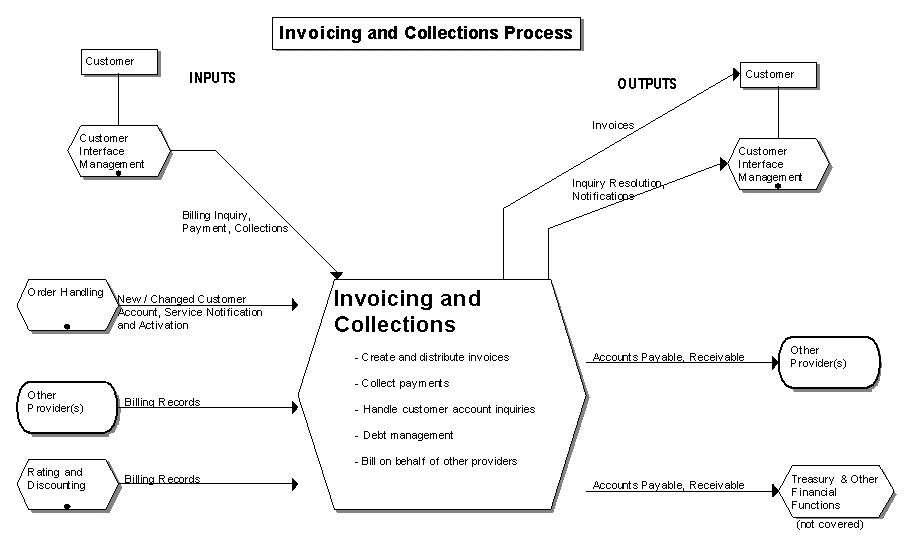 Invoicing and Collections Process
Customer
INPUTS
OUTPUTS
Customer
Customer
Interface
Management
Invoices
Customer
Interface
Management
Inquiry Resolution,
Notifications
Billing Inquiry,
Payment, Collections
Order Handling
New / Changed Customer
Account, Service Notification
and Activation
Invoicing and
Collections
- Create and distribute invoices
- Collect payments
- Handle customer account inquiries
- Debt management
- Bill on behalf of other providers
Accounts Payable, Receivable
Other
Provider(s)
Other
Provider(s)
Billing Records
Rating and
Discounting
Billing Records
Accounts Payable, Receivable
Treasury & Other
Financial
Functions
(not covered)